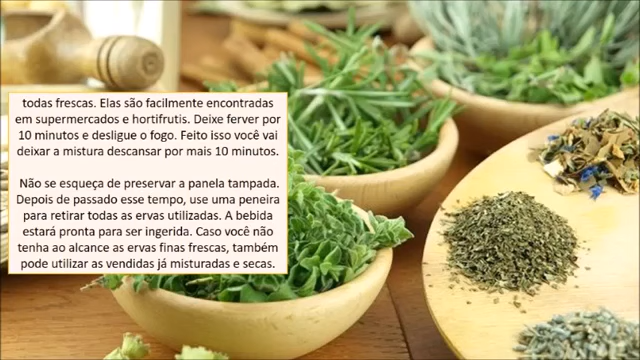 todas frescas. Elas são facilmente encontradas
em supermercados e hortifrutis. Deixe ferver por
10 minutos e desligue o fogo. Feito isso você vai
deixar a mistura descansar por mais 10 minutos.
Não se esqueça de preservar a panela tampada.
Depois de passado esse tempo, use uma peneira
para retirar todas as ervas utilizadas. A bebida
estará pronta para ser ingerida. Caso você não
tenha ao alcance as ervas finas frescas, também
pode utilizar as vendidas já misturadas e secas.